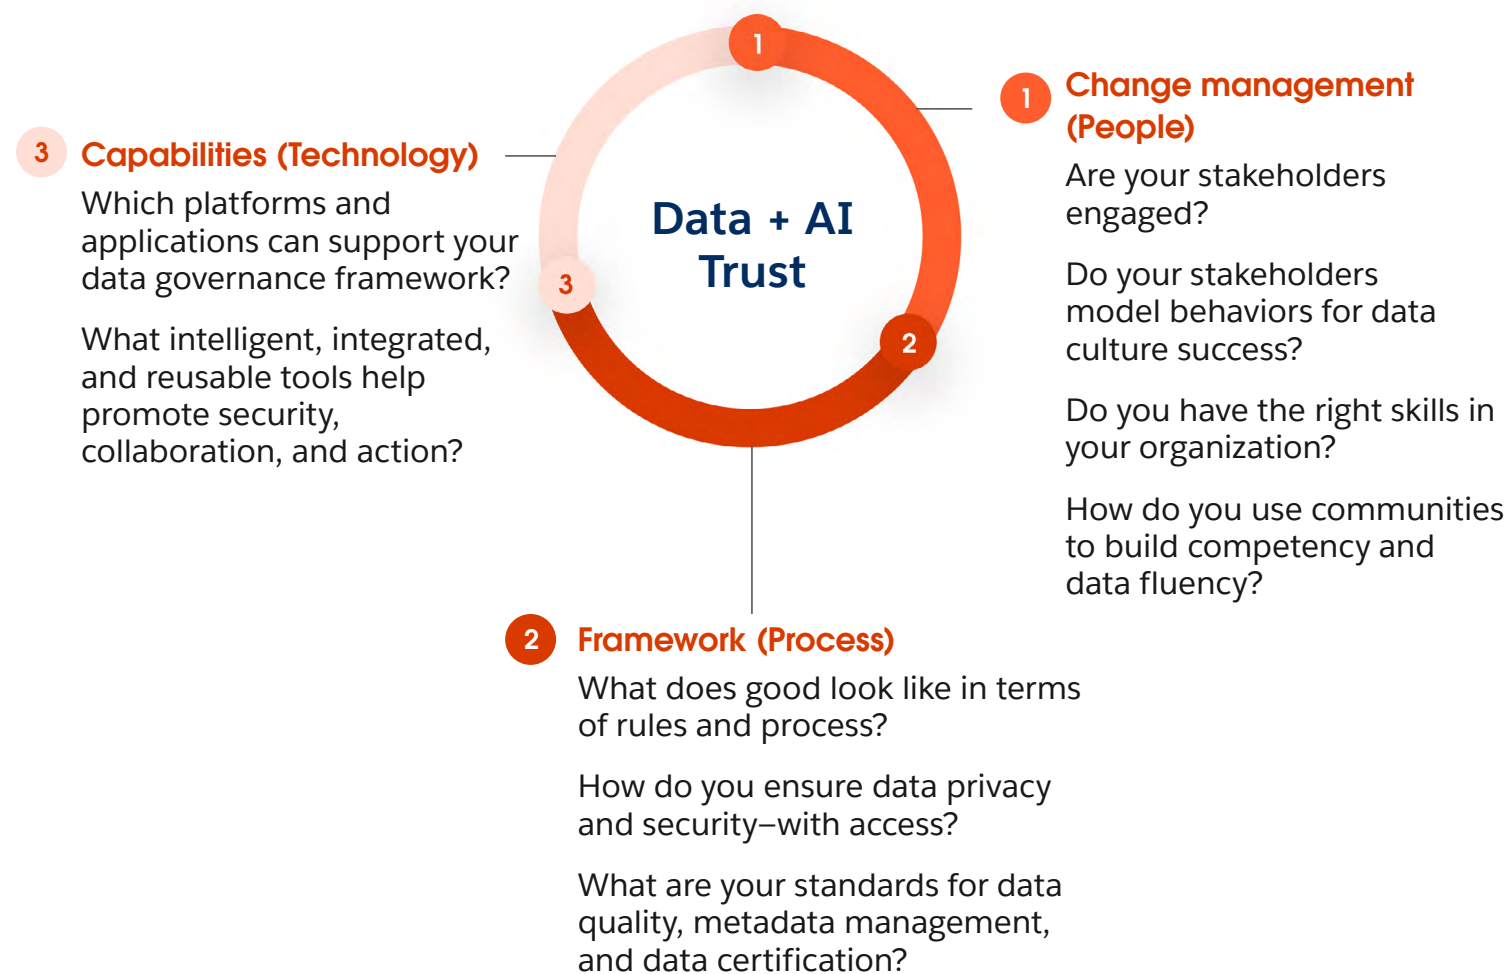 Data + AI
Trust
1
2
3
1
Change management
(People)
Are your stakeholders
engaged?
Do your stakeholders
model behaviors for data
culture success?
Do you have the right skills in
your organization?
How do you use communities
to build competency and
data fluency?
2
Framework (Process)
What does good look like in terms
of rules and process?
How do you ensure data privacy
and security—with access?
What are your standards for data
quality, metadata management,
and data certification?
3
Capabilities (Technology)
Which platforms and
applications can support your
data governance framework?
What intelligent, integrated,
and reusable tools help
promote security,
collaboration, and action?